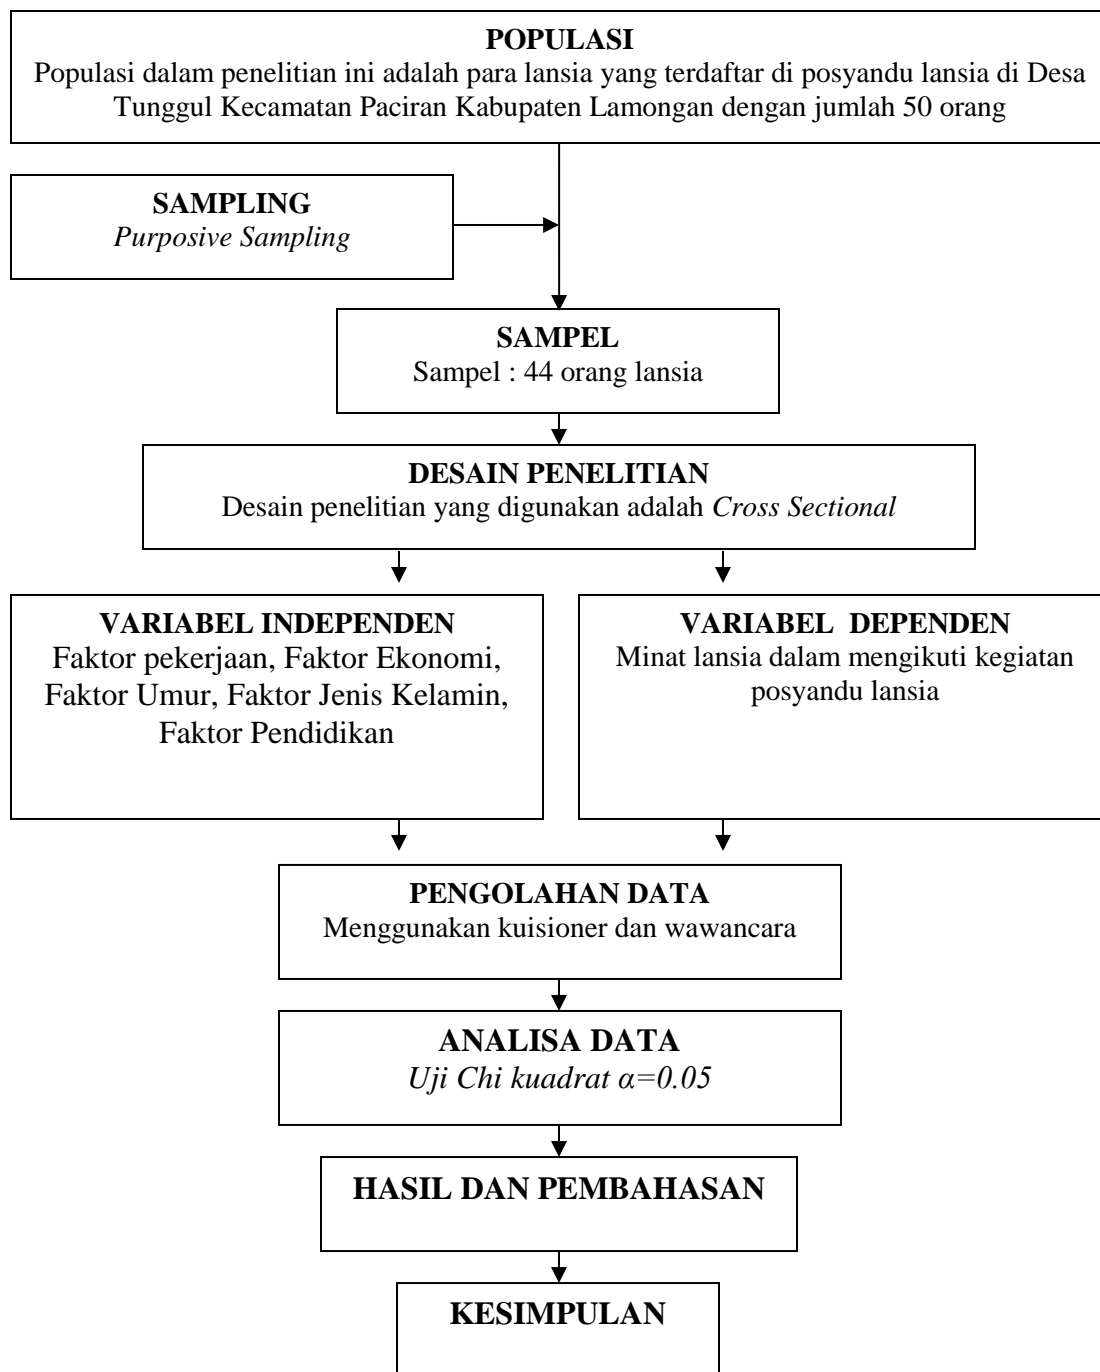 POPULASI
Populasi dalam penelitian ini adalah para lansia yang terdaftar di posyandu lansia di Desa
Tunggul Kecamatan Paciran Kabupaten Lamongan dengan jumlah 50 orang
SAMPLING
Purposive Sampling
SAMPEL
Sampel : 44 orang lansia
DESAIN PENELITIAN
Desain penelitian yang digunakan adalah Cross Sectional
VARIABEL INDEPENDEN
Faktor pekerjaan, Faktor Ekonomi,
Faktor Umur, Faktor Jenis Kelamin,
Faktor Pendidikan
VARIABEL DEPENDEN
Minat lansia dalam mengikuti kegiatan
posyandu lansia
PENGOLAHAN DATA
Menggunakan kuisioner dan wawancara
ANALISA DATA
Uji Chi kuadrat α=0.05
HASIL DAN PEMBAHASAN
KESIMPULAN